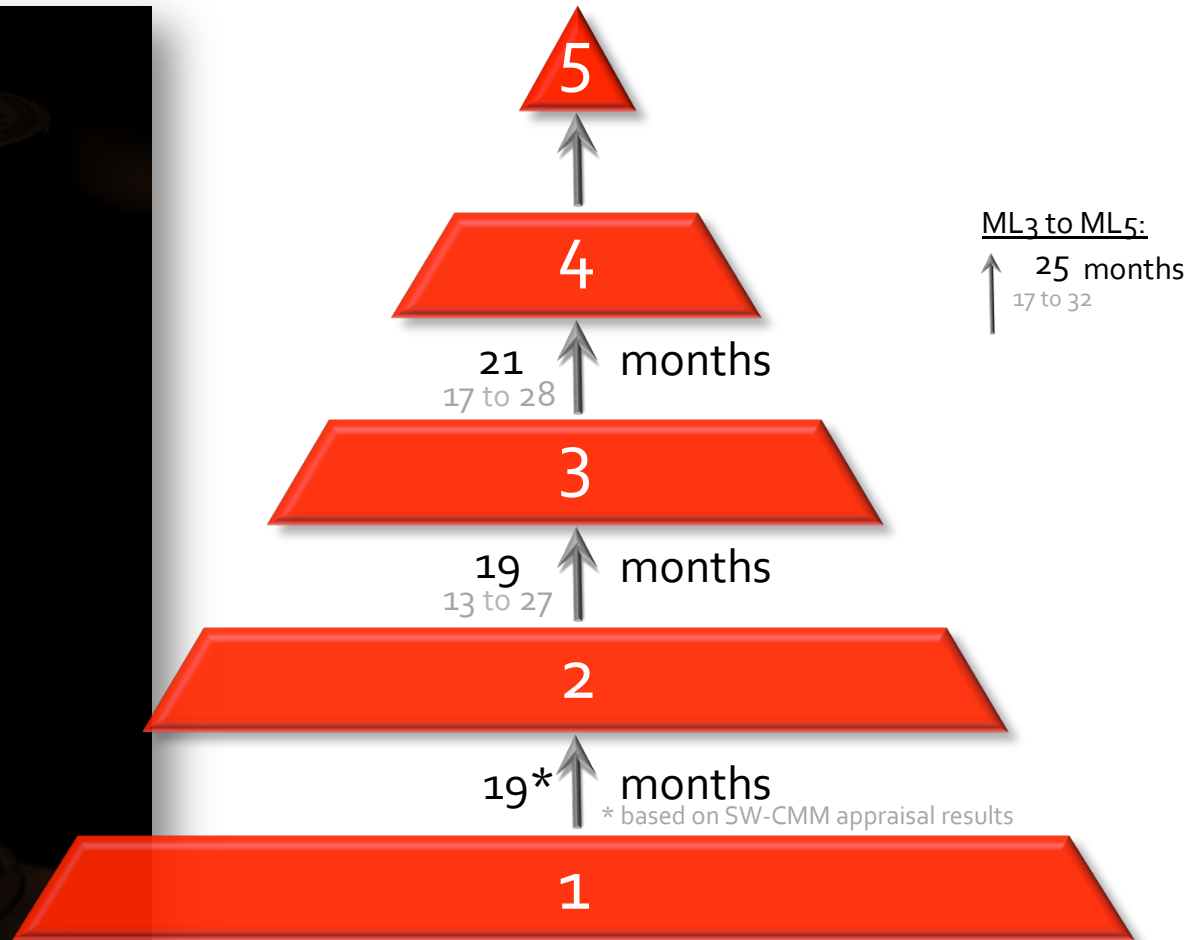 5
4
ML3 to ML5:
25 months
17 to 32
21 months
17 to 28
3
19 months
13 to 27
2
19* months
* based on SW-CMM appraisal results
1